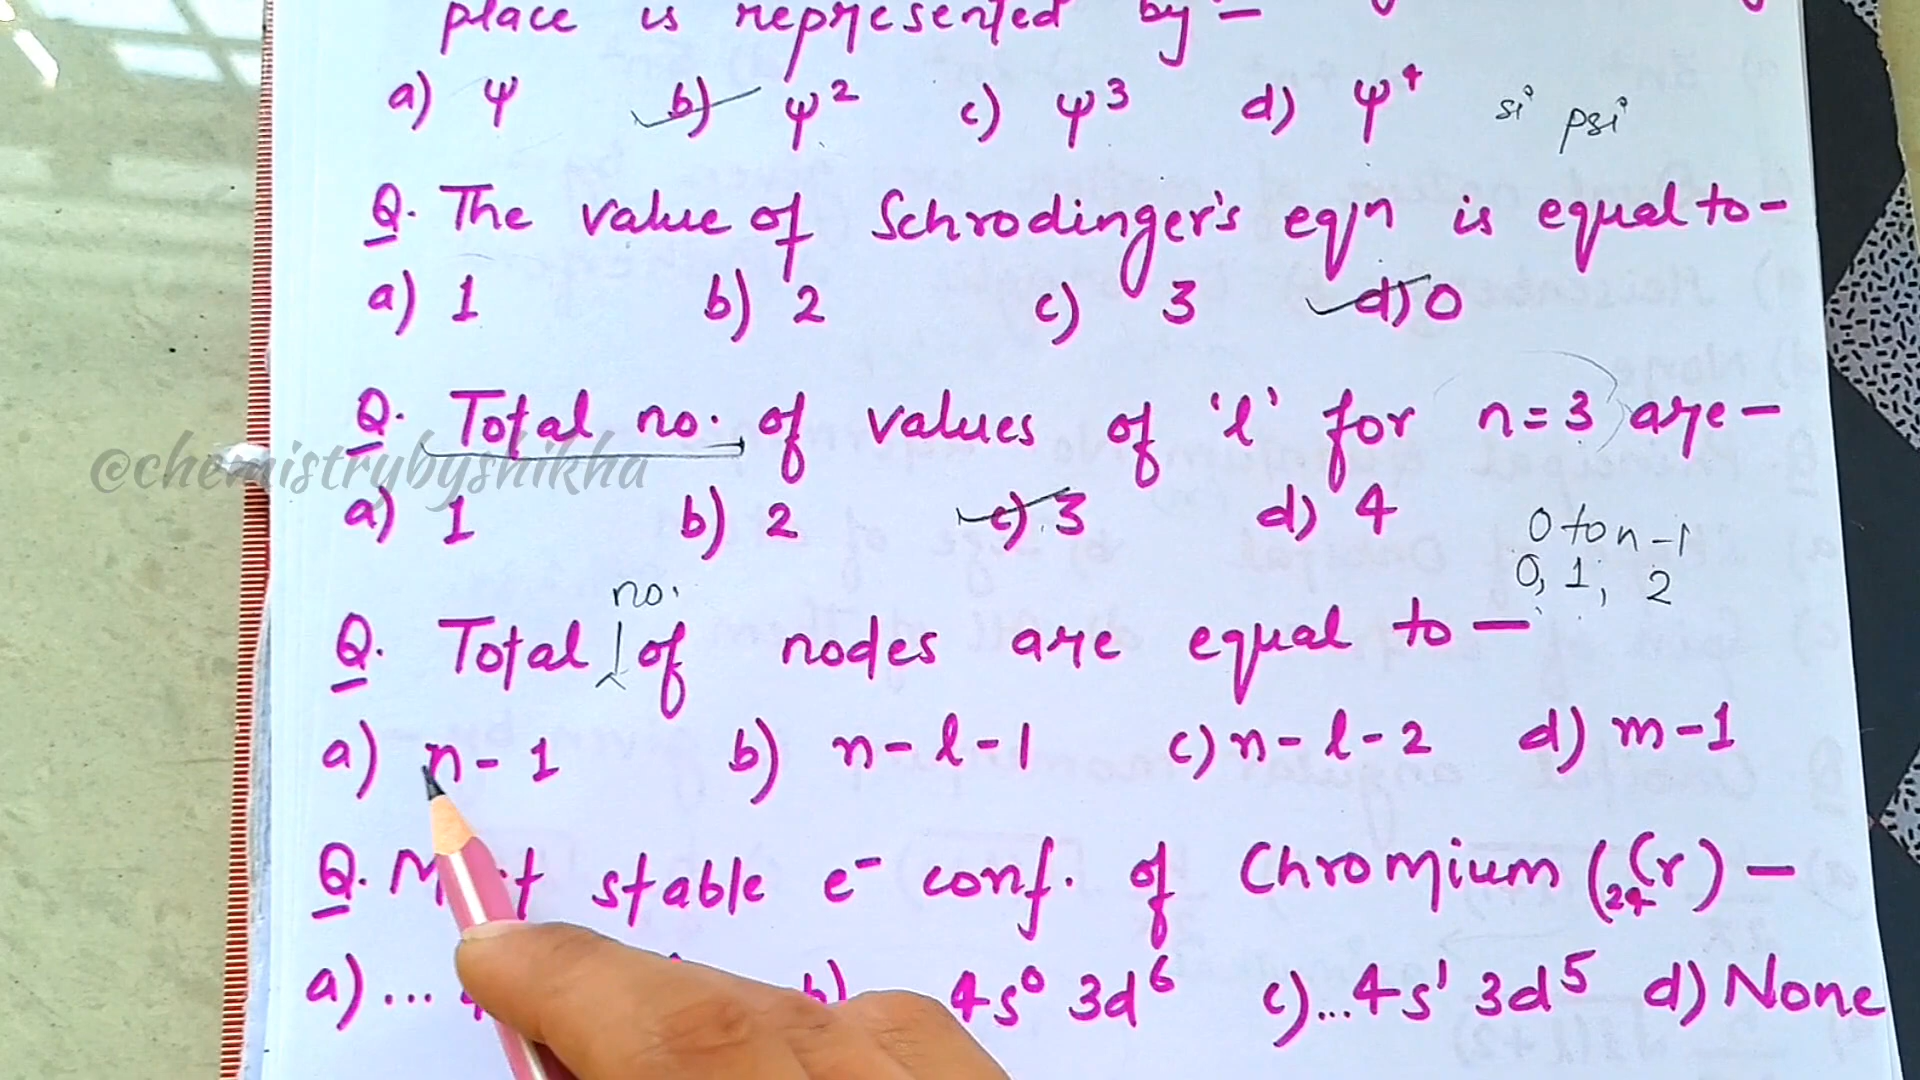 place is represented by -
a) ψ b) ψ² c) ψ³ d) ψ⁴ si psi
Q. The value of Schrodinger's eqn is equal to -
a) 1 b) 2 c) 3 d) 0
Q. Total no. of values of 'l' for n=3 are -
@chemistrybyshikha
a) 1 b) 2 c) 3 d) 4
0 to n-1
0, 1, 2
no.
Q. Total of nodes are equal to -
a) n-1 b) n-l-1 c) n-l-2 d) m-1
Q. stable e⁻ conf. of Chromium (₂₄Cr) -
a)... b) 4s⁰ 3d⁶ c)...4s¹ 3d⁵ d) None